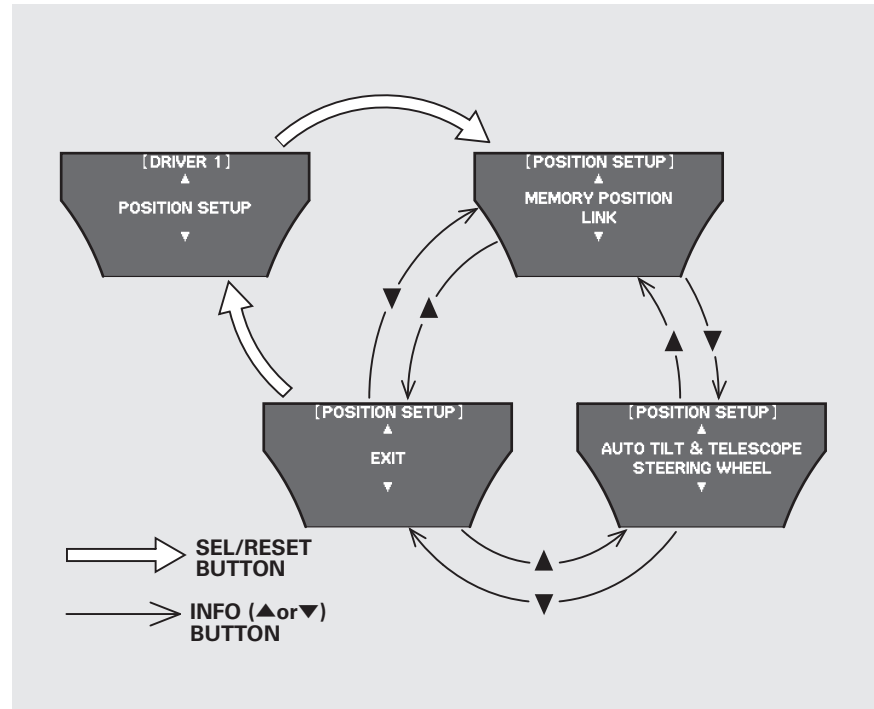 [DRIVER 1]
▲
POSITION SETUP
▼
[POSITION SETUP]
▲
MEMORY POSITION
LINK
▼
▼
▲
▲
▼
[POSITION SETUP]
▲
EXIT
▼
[POSITION SETUP]
▲
AUTO TILT & TELESCOPE
STEERING WHEEL
▼
▲
▼
SEL/RESET
BUTTON
INFO (▲or▼)
BUTTON